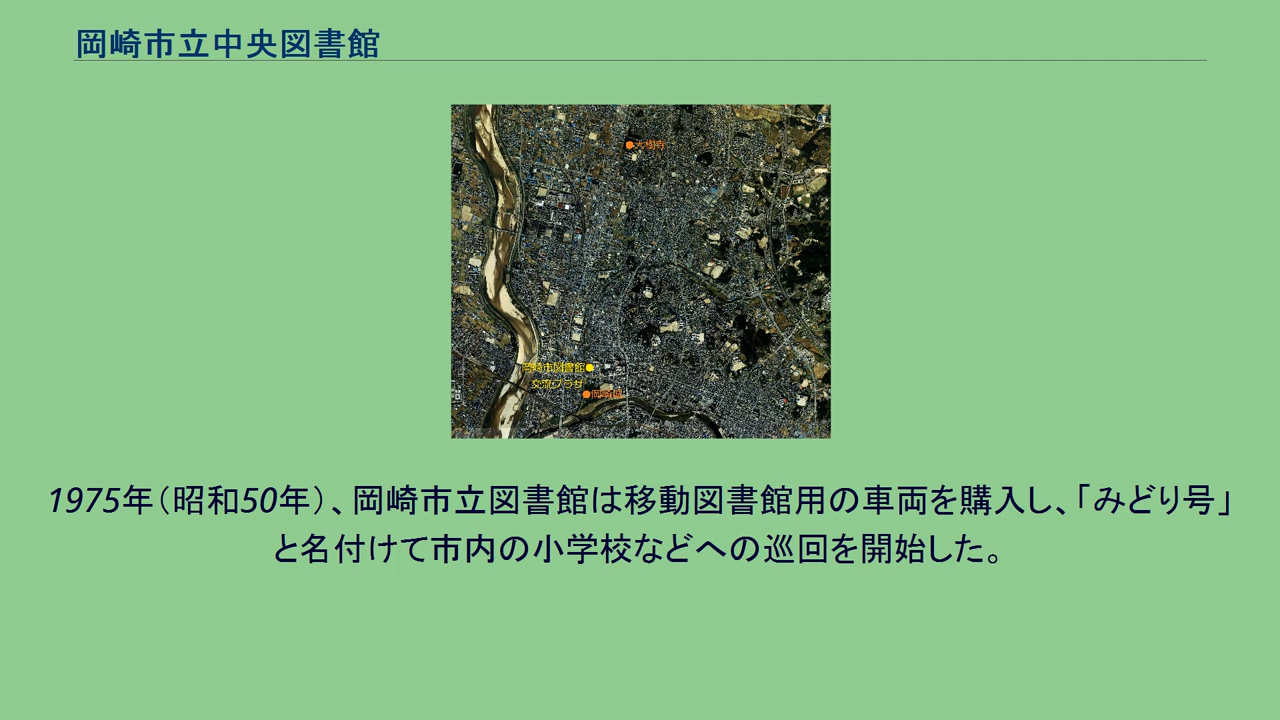 岡崎市立中央図書館
大樹寺
岡崎市図書館
交流プラザ
岡崎城
1975年（昭和50年）、岡崎市立図書館は移動図書館用の車両を購入し、「みどり号」
と名付けて市内の小学校などへの巡回を開始した。